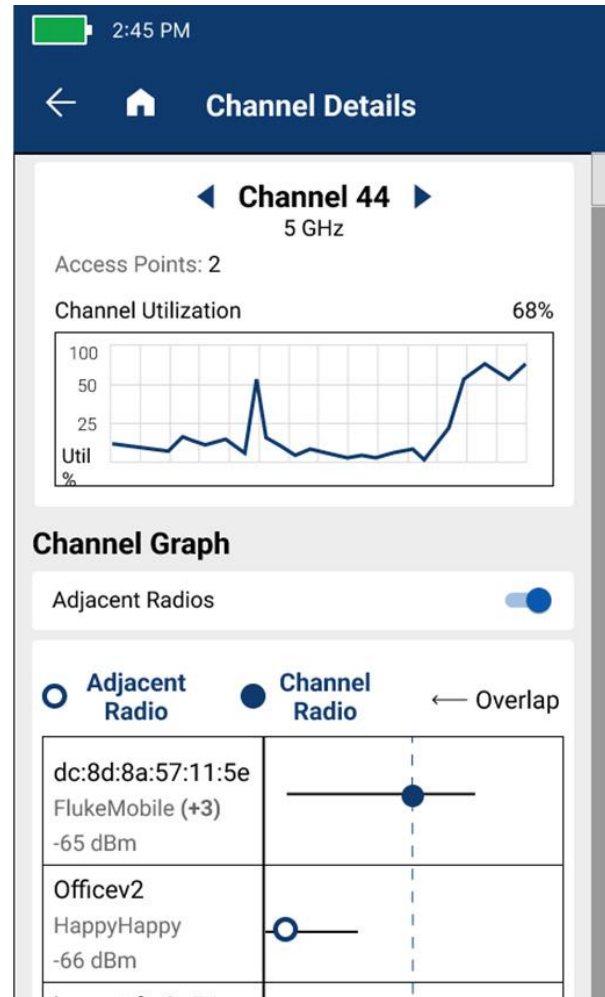 2:45 PM
Channel Details
Channel 44
5 GHz
Access Points: 2
Channel Utilization 68%
100
50
25
Util
%
Channel Graph
Adjacent Radios
Adjacent Radio
Channel Radio
← Overlap
dc:8d:8a:57:11:5e
FlukeMobile (+3)
-65 dBm
Officev2
HappyHappy
-66 dBm